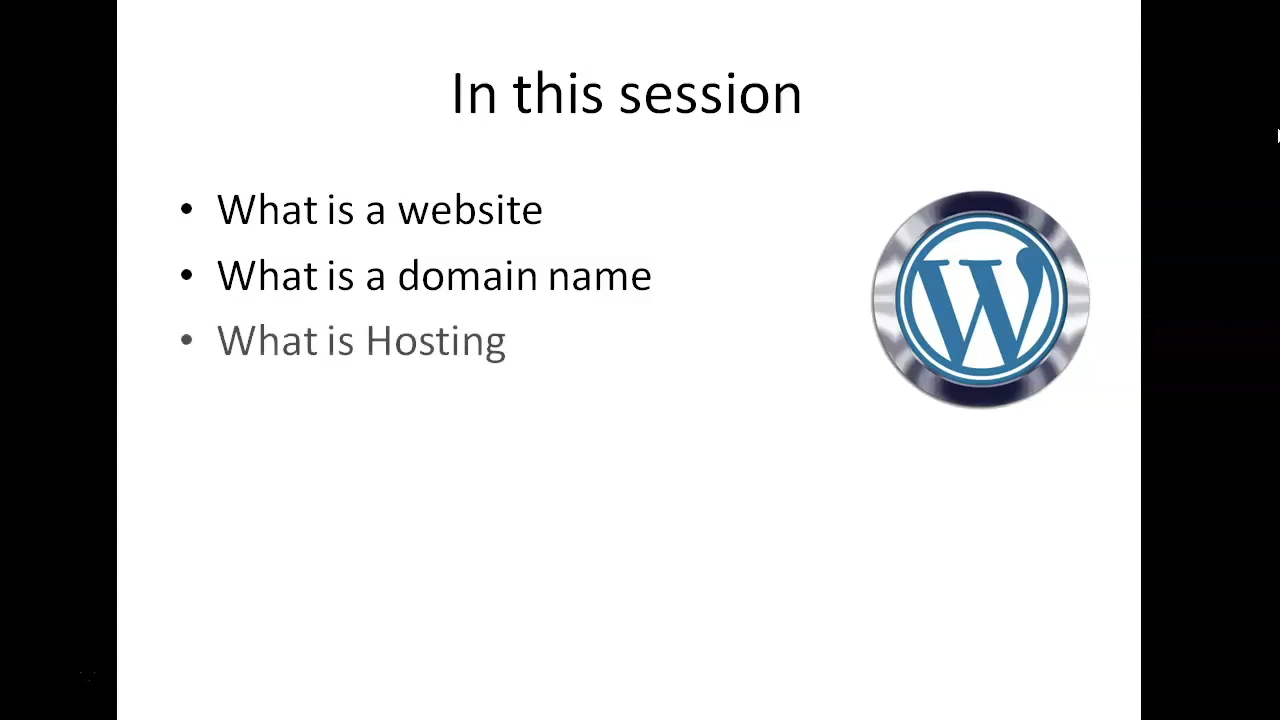 In this session
• What is a website
• What is a domain name
• What is Hosting
W